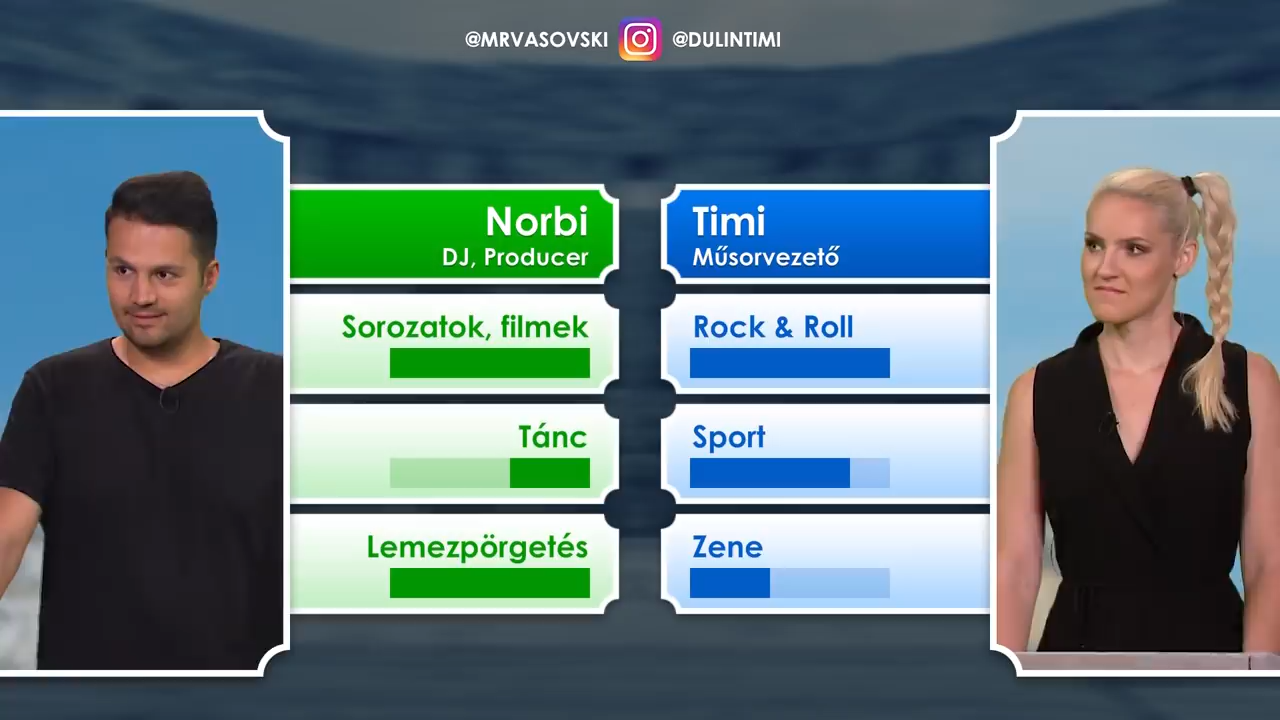 @MRVASOVSKI @DULINTIMI
Norbi
DJ, Producer
Sorozatok, filmek
Tánc
Lemezpörgetés
Timi
Műsorvezető
Rock & Roll
Sport
Zene